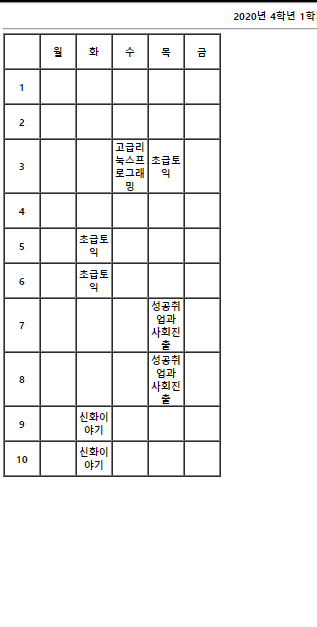 2020년 4학년 1학
월 화 수 목 금
1
2
3 고급리눅스프로그래밍 초급토익
4
5 초급토익
6 초급토익
7 성공취업과 사회진출
8 성공취업과 사회진출
9 신화이야기
10 신화이야기